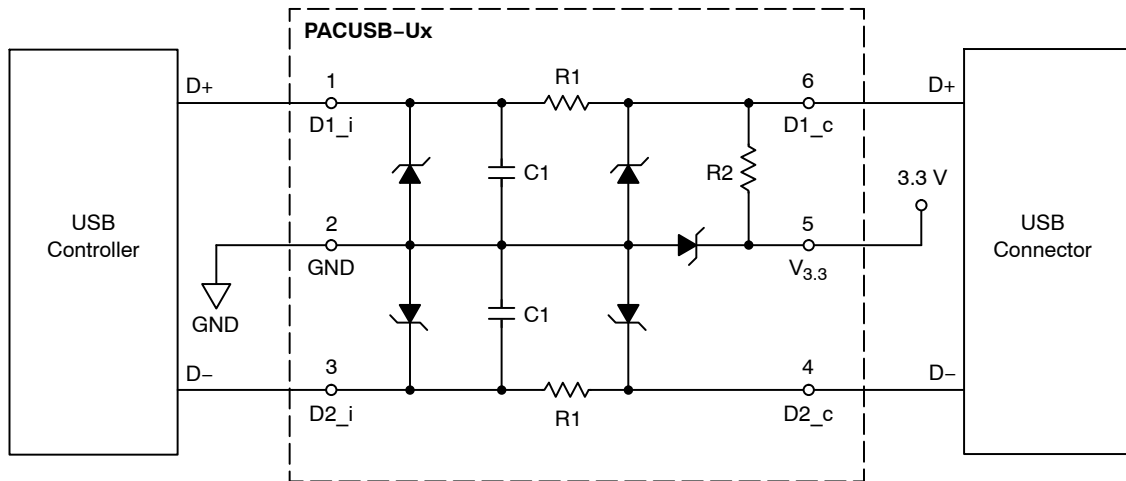 PACUSB–Ux
D+
1
D1_i
R1
6
D1_c
D+
C1
R2
3.3 V
USB
Controller
2
GND
5
V3.3
USB
Connector
GND
C1
D–
3
D2_i
R1
4
D2_c
D–